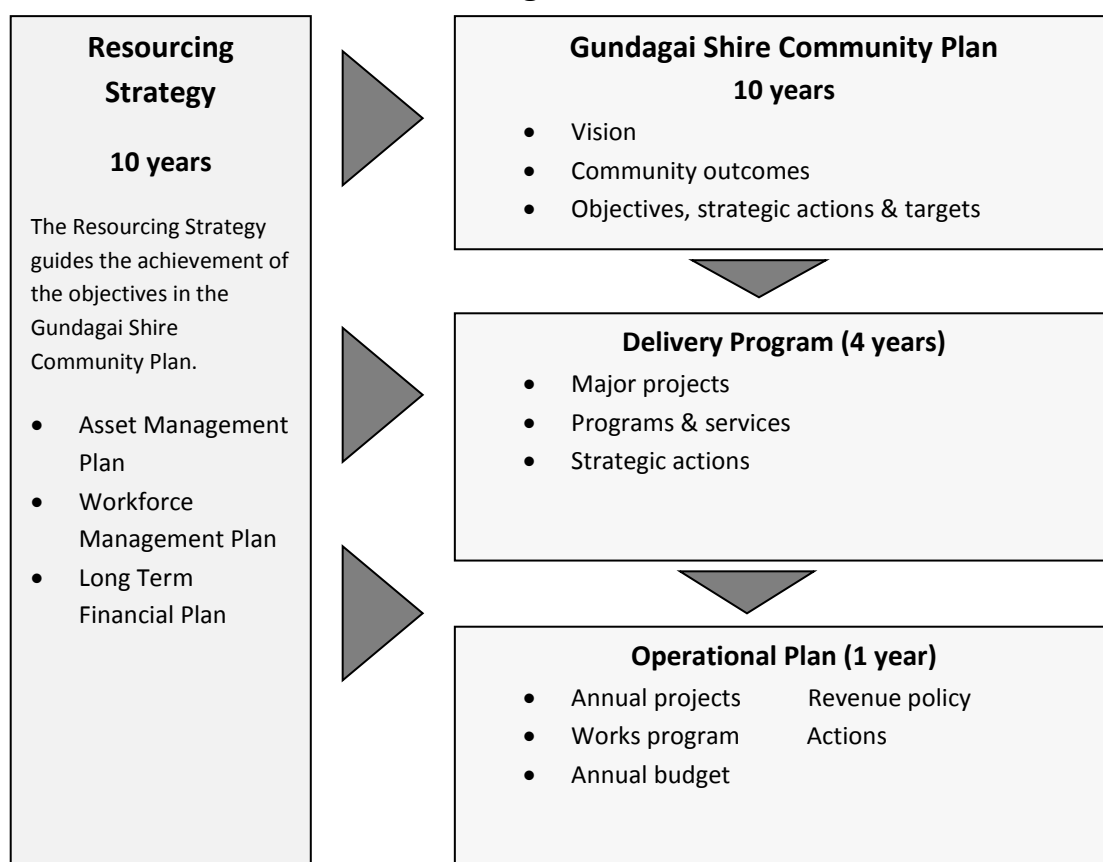 Resourcing
Strategy
10 years
The Resourcing Strategy
guides the achievement of
the objectives in the
Gundagai Shire
Community Plan.
• Asset Management
Plan
• Workforce
Management Plan
• Long Term
Financial Plan
Gundagai Shire Community Plan
10 years
• Vision
• Community outcomes
• Objectives, strategic actions & targets
Delivery Program (4 years)
• Major projects
• Programs & services
• Strategic actions
Operational Plan (1 year)
• Annual projects Revenue policy
• Works program Actions
• Annual budget